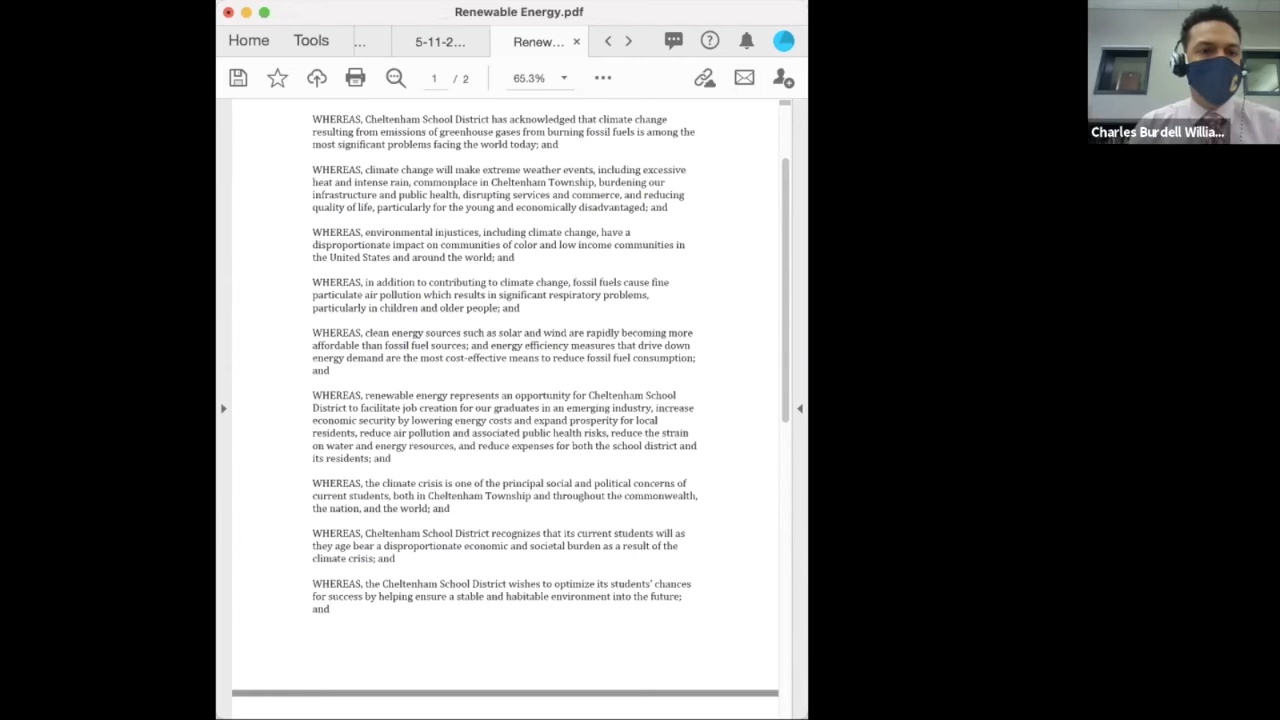 Renewable Energy.pdf
Home Tools ... 5-11-2... Renew... ×
1 / 2 65.3%
WHEREAS, Cheltenham School District has acknowledged that climate change
resulting from emissions of greenhouse gases from burning fossil fuels is among the
most significant problems facing the world today; and
WHEREAS, climate change will make extreme weather events, including excessive
heat and intense rain, commonplace in Cheltenham Township, burdening our
infrastructure and public health, disrupting services and commerce, and reducing
quality of life, particularly for the young and economically disadvantaged; and
WHEREAS, environmental injustices, including climate change, have a
disproportionate impact on communities of color and low income communities in
the United States and around the world; and
WHEREAS, in addition to contributing to climate change, fossil fuels cause fine
particulate air pollution which results in significant respiratory problems,
particularly in children and older people; and
WHEREAS, clean energy sources such as solar and wind are rapidly becoming more
affordable than fossil fuel sources; and energy efficiency measures that drive down
energy demand are the most cost-effective means to reduce fossil fuel consumption;
and
WHEREAS, renewable energy represents an opportunity for Cheltenham School
District to facilitate job creation for our graduates in an emerging industry, increase
economic security by lowering energy costs and expand prosperity for local
residents, reduce air pollution and associated public health risks, reduce the strain
on water and energy resources, and reduce expenses for both the school district and
its residents; and
WHEREAS, the climate crisis is one of the principal social and political concerns of
current students, both in Cheltenham Township and throughout the commonwealth,
the nation, and the world; and
WHEREAS, Cheltenham School District recognizes that its current students will as
they age bear a disproportionate economic and societal burden as a result of the
climate crisis; and
WHEREAS, the Cheltenham School District wishes to optimize its students' chances
for success by helping ensure a stable and habitable environment into the future;
and
Charles Burdell Willia...